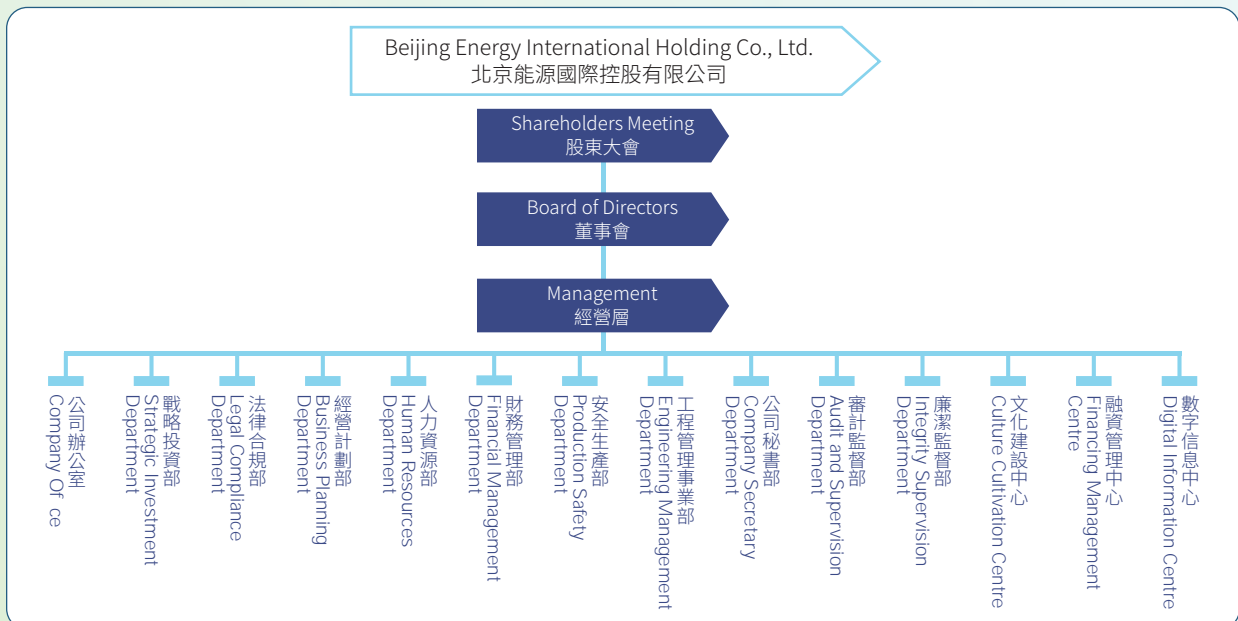 Beijing Energy International Holding Co., Ltd.
北京能源國際控股有限公司
Shareholders Meeting
股東大會
Board of Directors
董事會
Management
經營層
公司辦公室
Company Of ce
戰略投資部
Strategic Investment
Department
法律合規部
Legal Compliance
Department
經營計劃部
Business Planning
Department
人力資源部
Human Resources
Department
財務管理部
Financial Management
Department
安全生產部
Production Safety
Department
工程管理事業部
Engineering Management
Department
公司秘書部
Company Secretary
Department
審計監督部
Audit and Supervision
Department
廉潔監督部
Integrity Supervision
Department
文化建設中心
Culture Cultivation Centre
融資管理中心
Financing Management
Centre
數字信息中心
Digital Information Centre